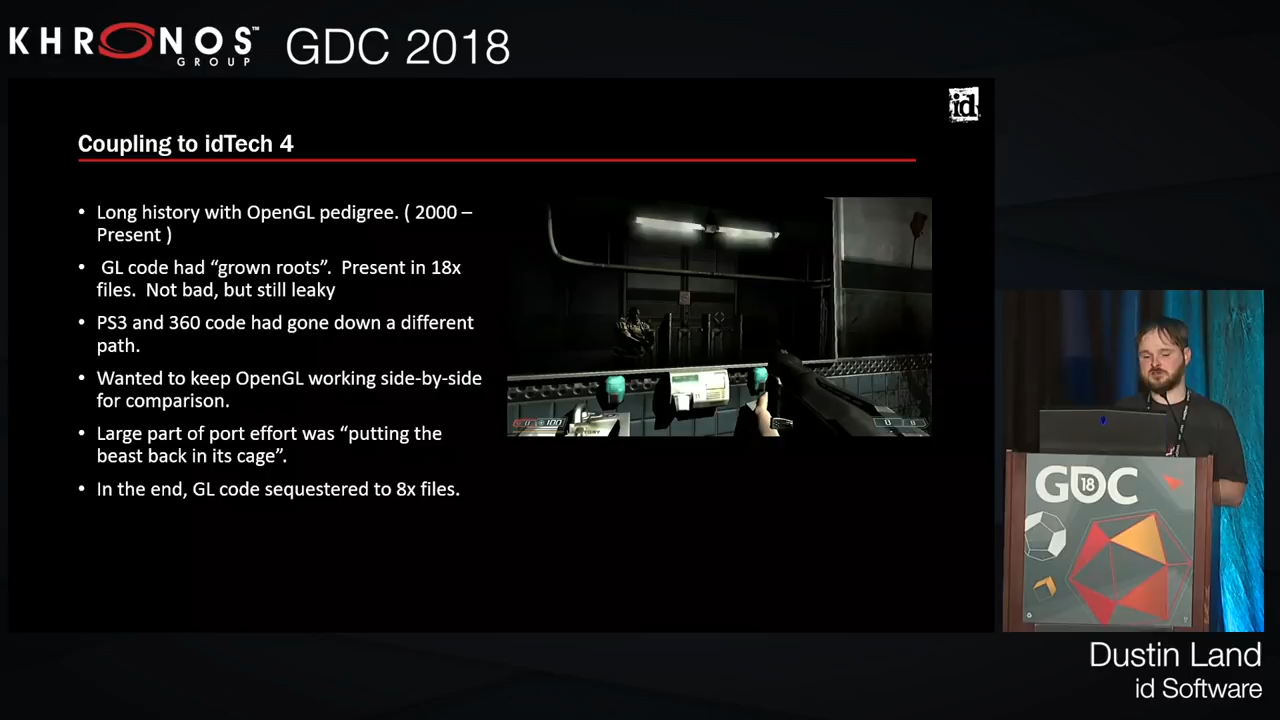 KHRONOS™
GROUP
GDC 2018
id
Coupling to idTech 4
• Long history with OpenGL pedigree. ( 2000 –
Present )
• GL code had “grown roots”.  Present in 18x
files.  Not bad, but still leaky
• PS3 and 360 code had gone down a different
path.
• Wanted to keep OpenGL working side-by-side
for comparison.
• Large part of port effort was “putting the
beast back in its cage”.
• In the end, GL code sequestered to 8x files.
GDC
18
Dustin Land
id Software